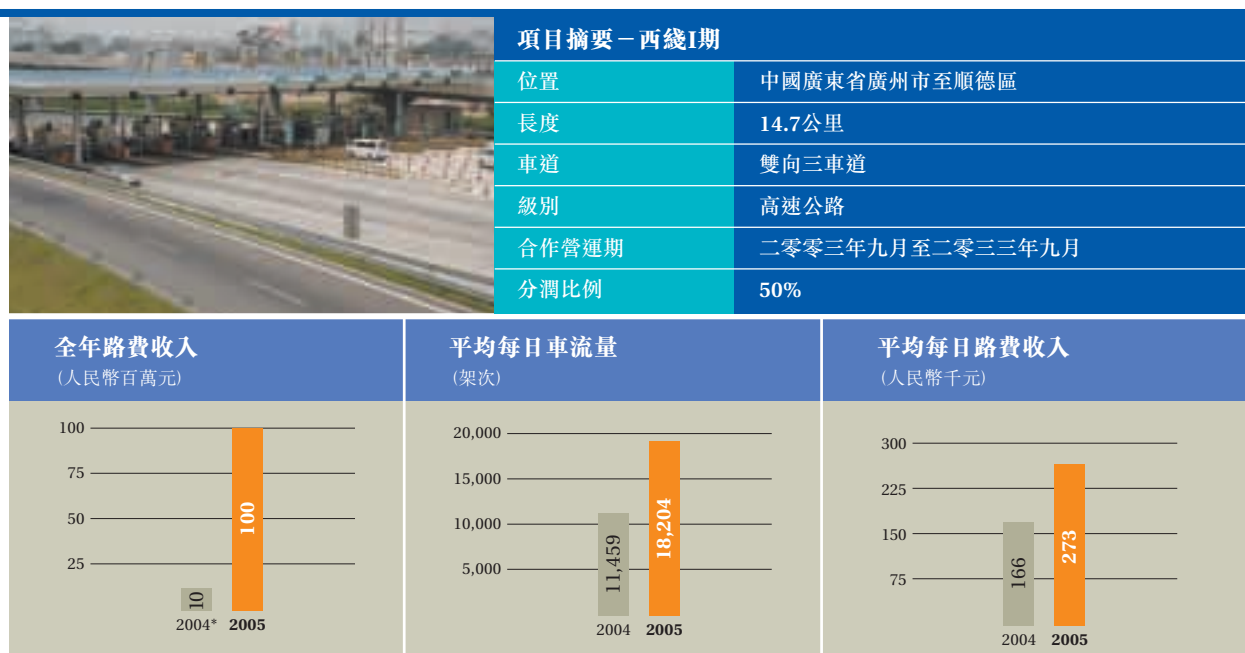 項目摘要－西綫I期
位置 中國廣東省廣州市至順德區
長度 14.7公里
車道 雙向三車道
級別 高速公路
合作營運期 二零零三年九月至二零三三年九月
分潤比例 50%
全年路費收入
(人民幣百萬元)
100
75
50
25
10
100
2004* 2005
平均每日車流量
(架次)
20,000
15,000
10,000
5,000
11,459
18,204
2004 2005
平均每日路費收入
(人民幣千元)
300
225
150
75
166
273
2004 2005